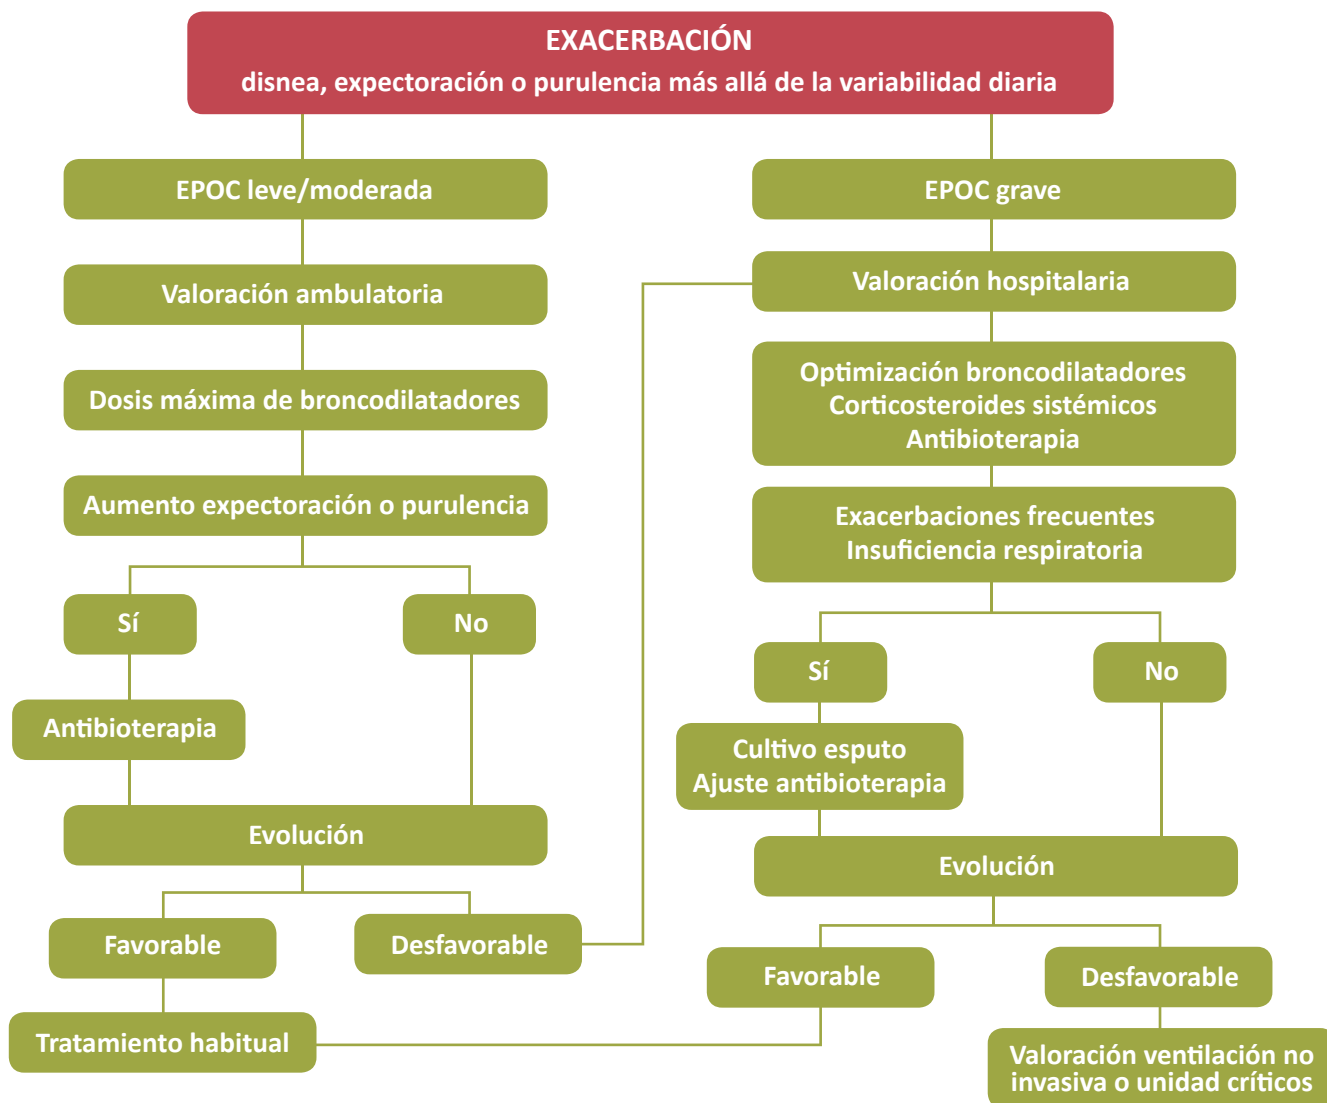 EXACERBACIÓN
disnea, expectoración o purulencia más allá de la variabilidad diaria
EPOC leve/moderada
Valoración ambulatoria
Dosis máxima de broncodilatadores
Aumento expectoración o purulencia
Sí
No
Antibioterapia
Evolución
Favorable
Desfavorable
Tratamiento habitual
EPOC grave
Valoración hospitalaria
Optimización broncodilatadores
Corticosteroides sistémicos
Antibioterapia
Exacerbaciones frecuentes
Insuficiencia respiratoria
Sí
No
Cultivo esputo
Ajuste antibioterapia
Evolución
Favorable
Desfavorable
Valoración ventilación no
invasiva o unidad críticos